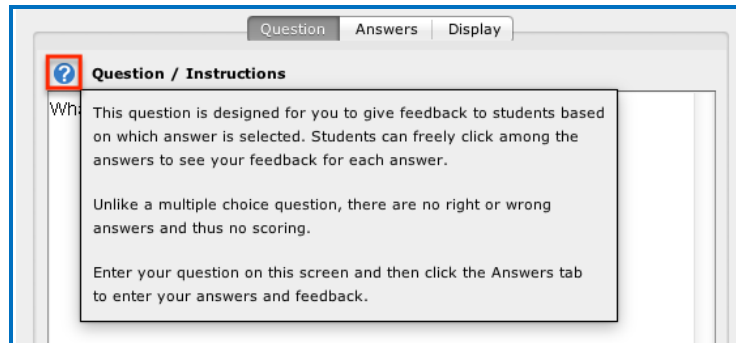 Question Answers Display
Question / Instructions
This question is designed for you to give feedback to students based
on which answer is selected. Students can freely click among the
answers to see your feedback for each answer.
Unlike a multiple choice question, there are no right or wrong
answers and thus no scoring.
Enter your question on this screen and then click the Answers tab
to enter your answers and feedback.